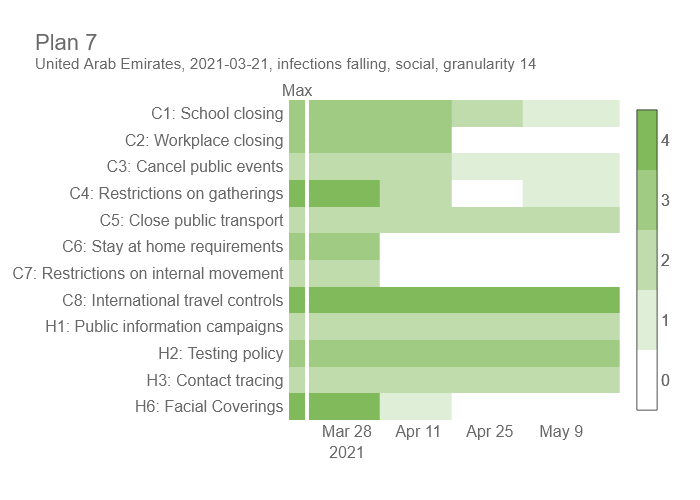 Plan 7
United Arab Emirates, 2021-03-21, infections falling, social, granularity 14
Max
C1: School closing
C2: Workplace closing
C3: Cancel public events
C4: Restrictions on gatherings
C5: Close public transport
C6: Stay at home requirements
C7: Restrictions on internal movement
C8: International travel controls
H1: Public information campaigns
H2: Testing policy
H3: Contact tracing
H6: Facial Coverings
Mar 28 Apr 11 Apr 25 May 9
2021
4
3
2
1
0